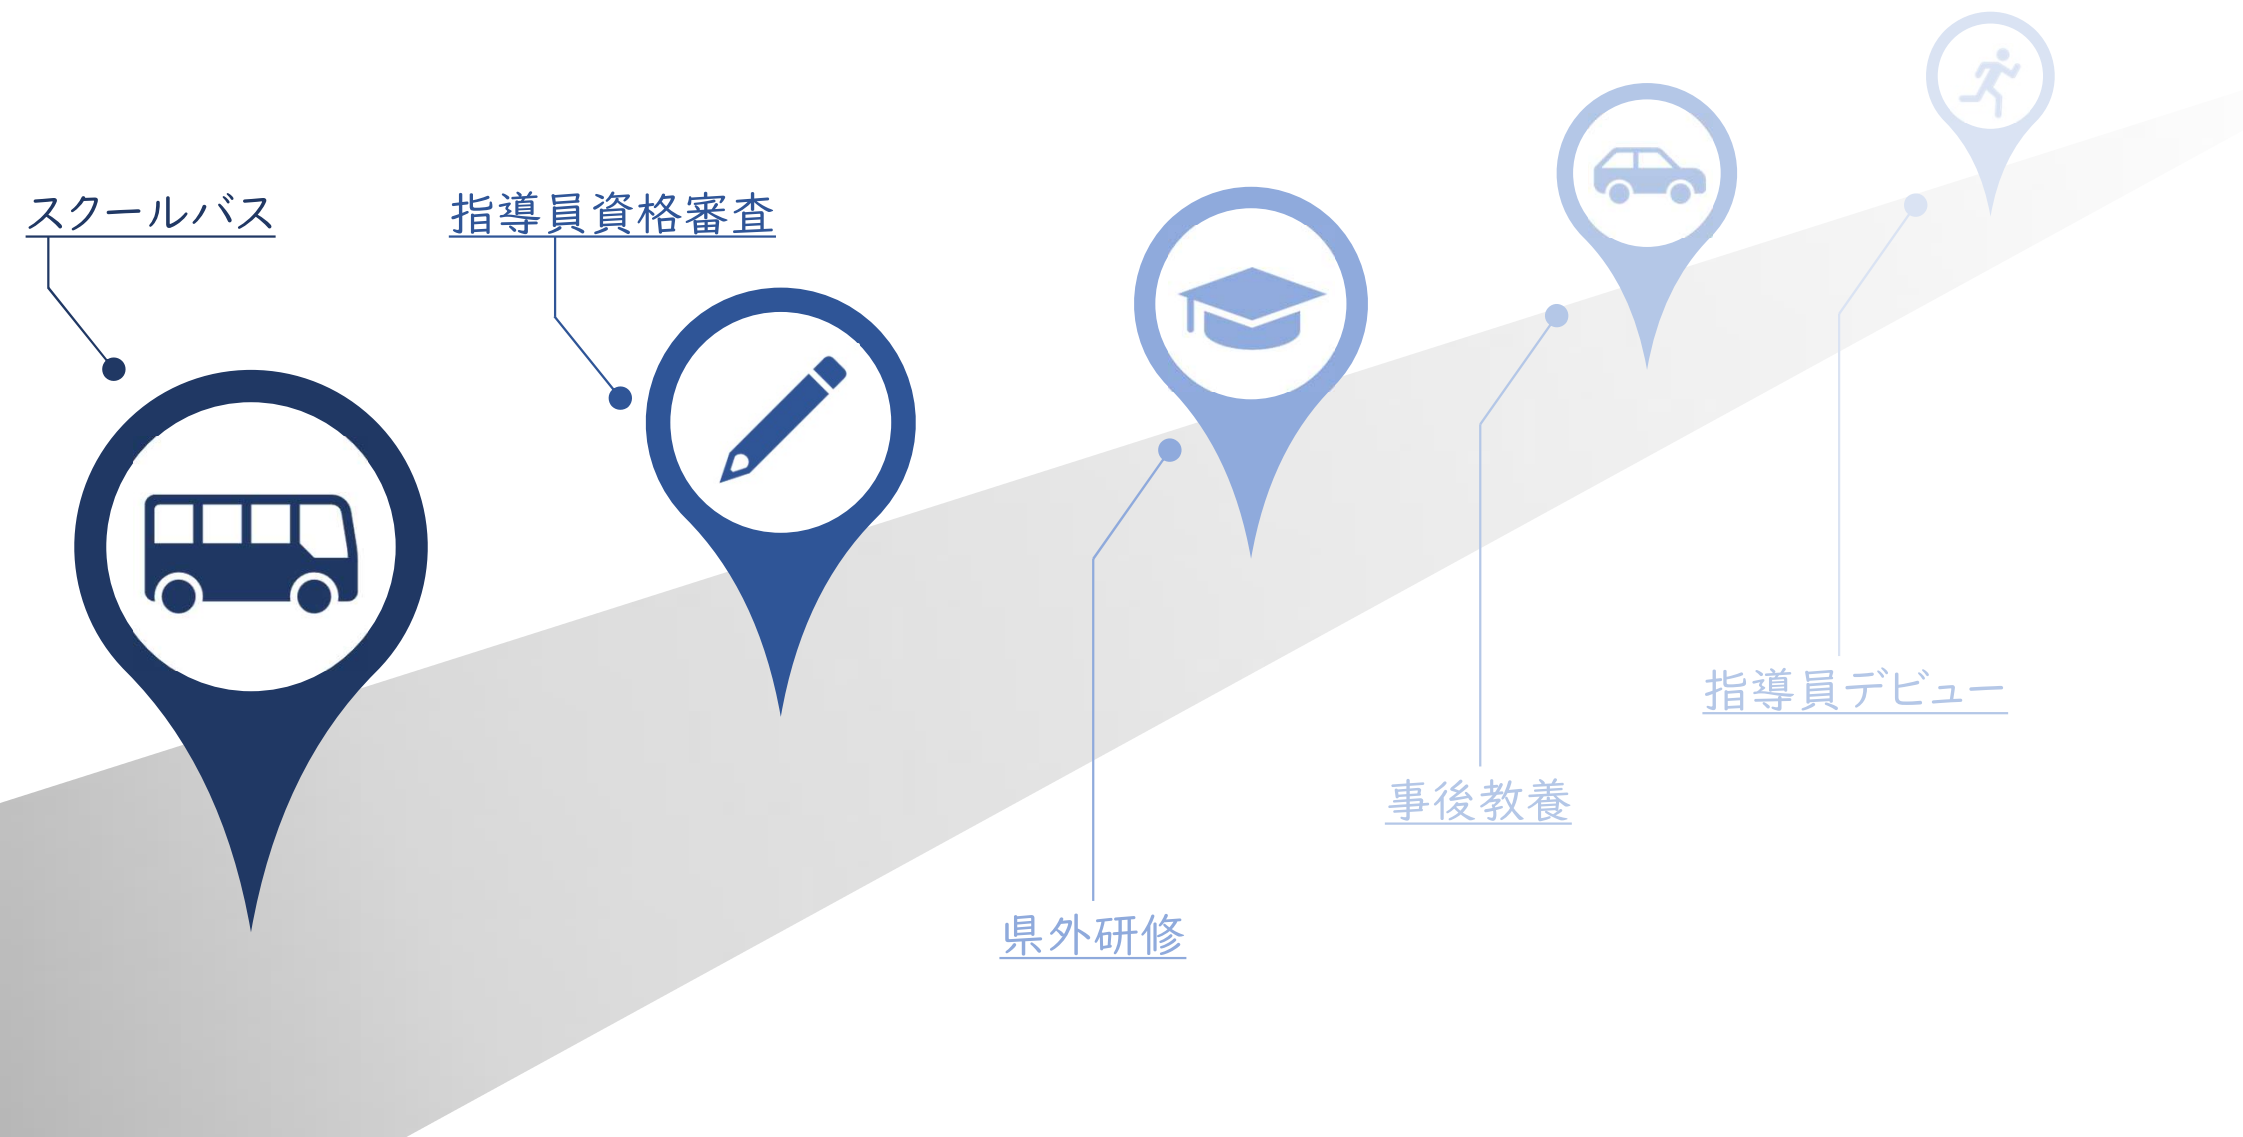 スクールバス
指導員資格審査
県外研修
事後教養
指導員デビュー